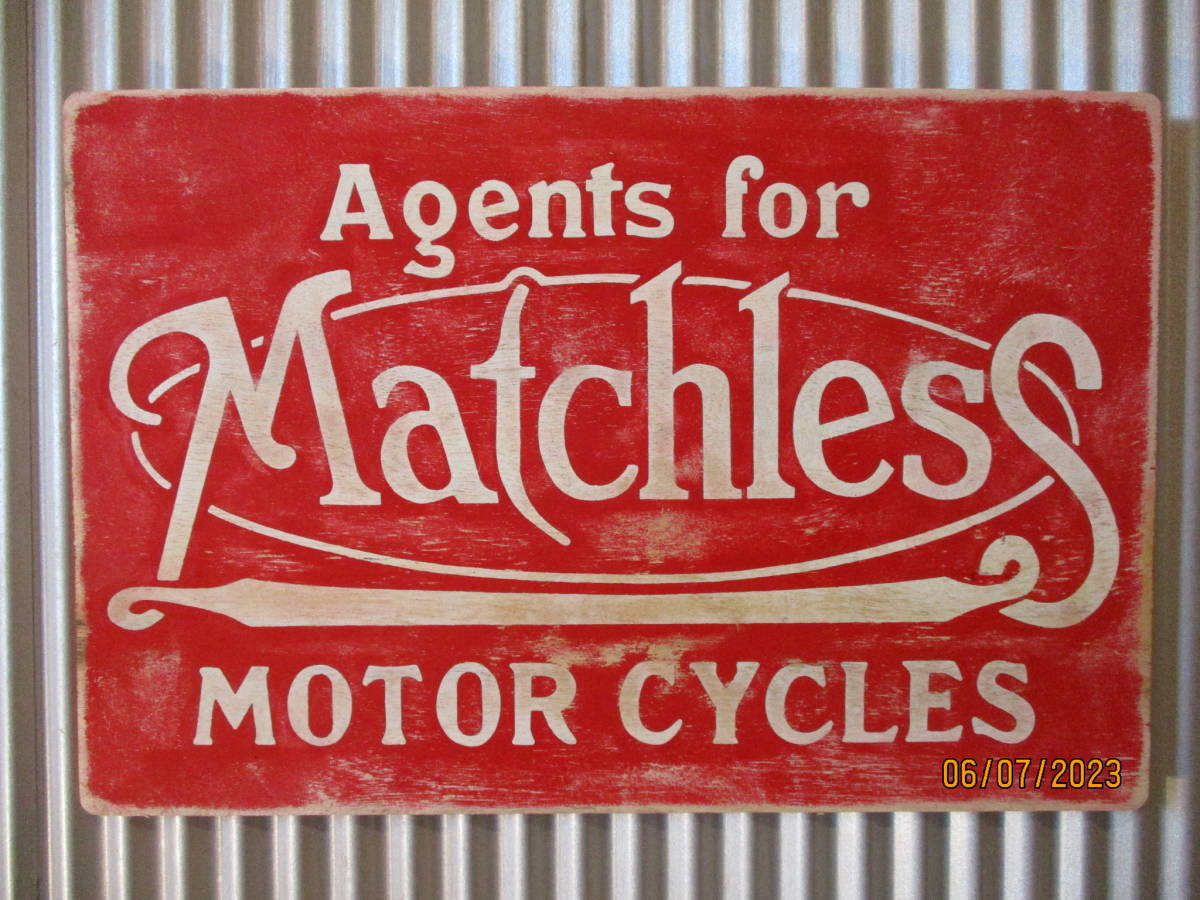 Agents for
Matchless
MOTOR CYCLES
06/07/2023